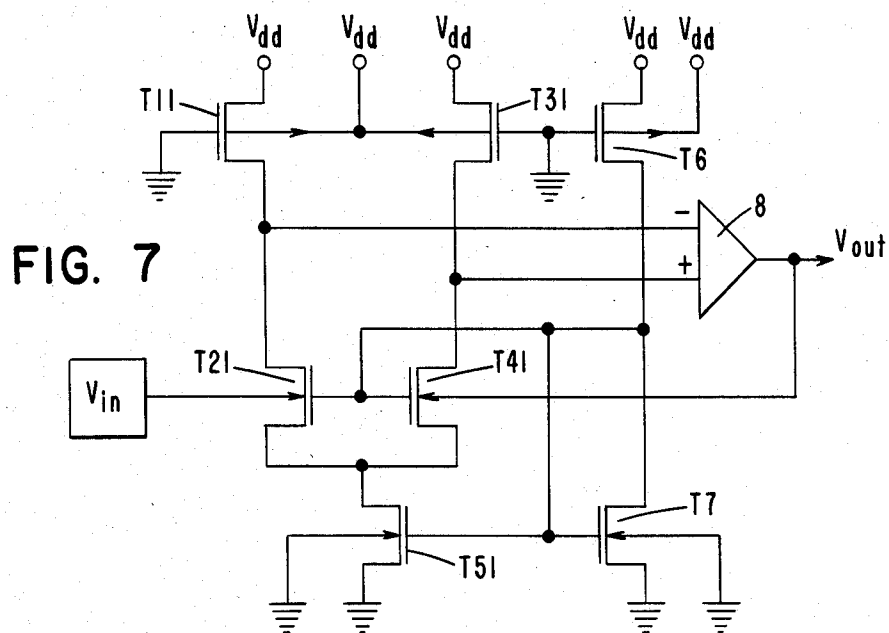 Vdd Vdd Vdd Vdd Vdd
T11 T31
T6
8
−
FIG. 7
+
Vout
T21 T41
Vin
T7
T51